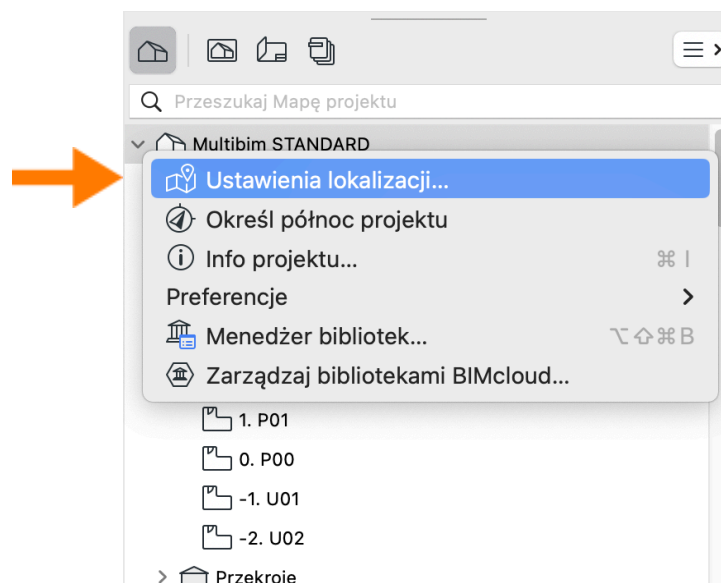 Przeszukaj Mapę projektu
Multibim STANDARD
Ustawienia lokalizacji...
Określ północ projektu
Info projektu... ⌘ I
Preferencje
Menedżer bibliotek... ⌥⇧⌘B
Zarządzaj bibliotekami BIMcloud...
1. P01
0. P00
-1. U01
-2. U02
Przekroje